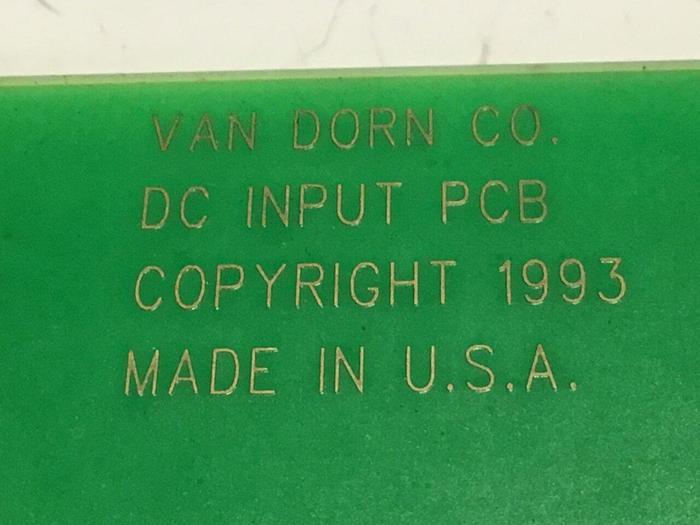 VAN DORN CO.
DC INPUT PCB
COPYRIGHT 1993
MADE IN U.S.A.